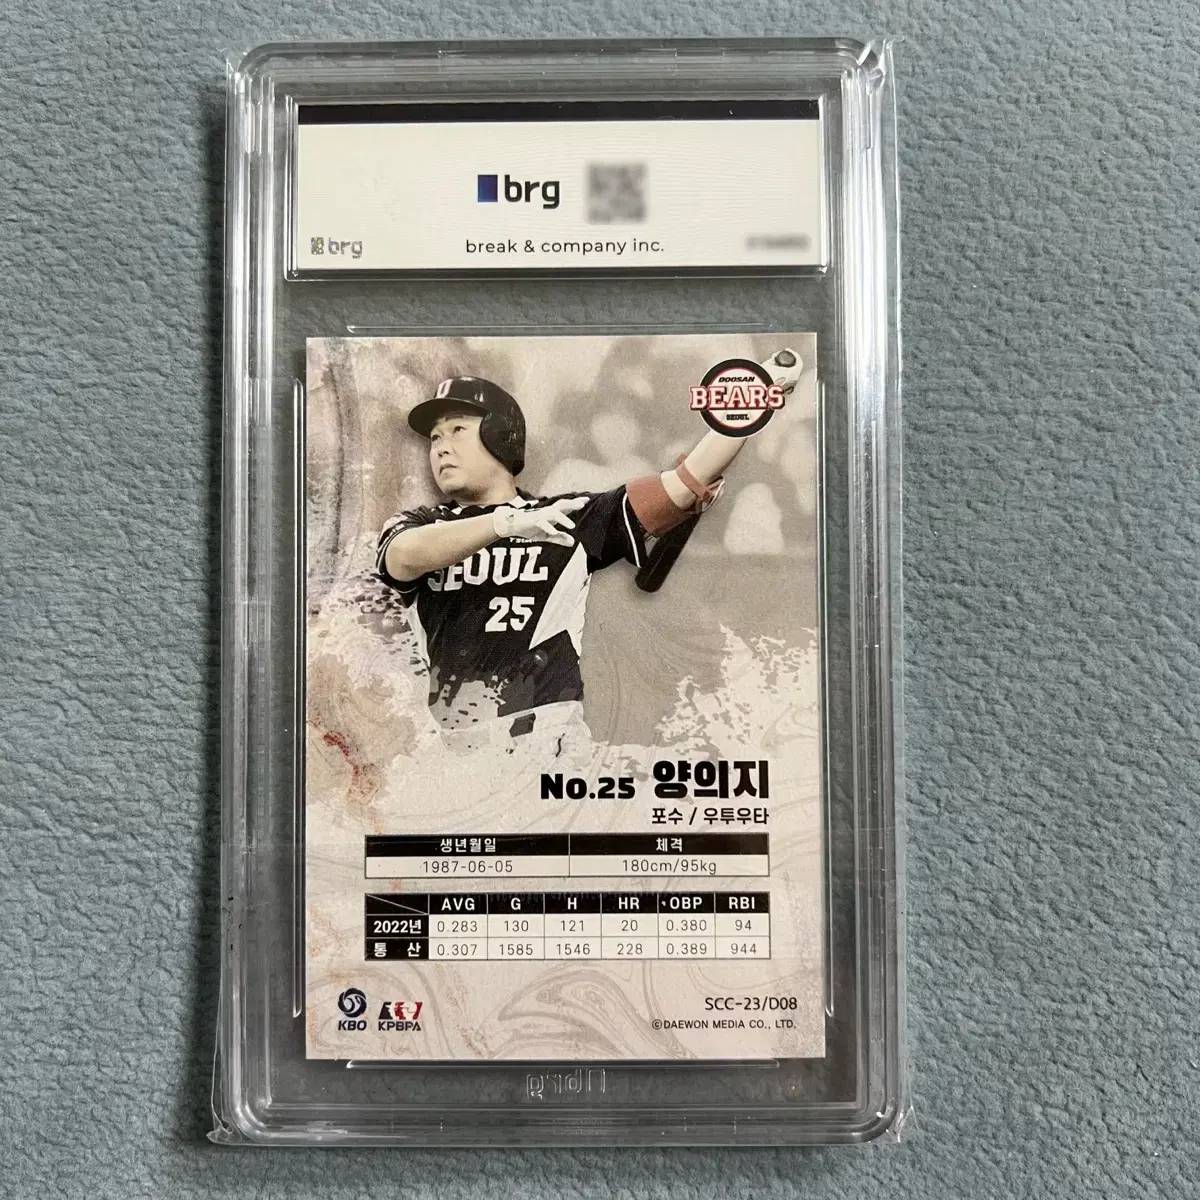 brg
brg
break & company inc.
DOOSAN
BEARS
SEOUL
SEOUL
25
No.25 양의지
포수 / 우투우타
생년월일 체격
1987-06-05 180cm/95kg
AVG G H HR OBP RBI
2022년 0.283 130 121 20 0.380 94
통 산 0.307 1585 1546 228 0.389 944
SCC-23/D08
KBO KPBPA ©DAEWON MEDIA CO., LTD.
brg